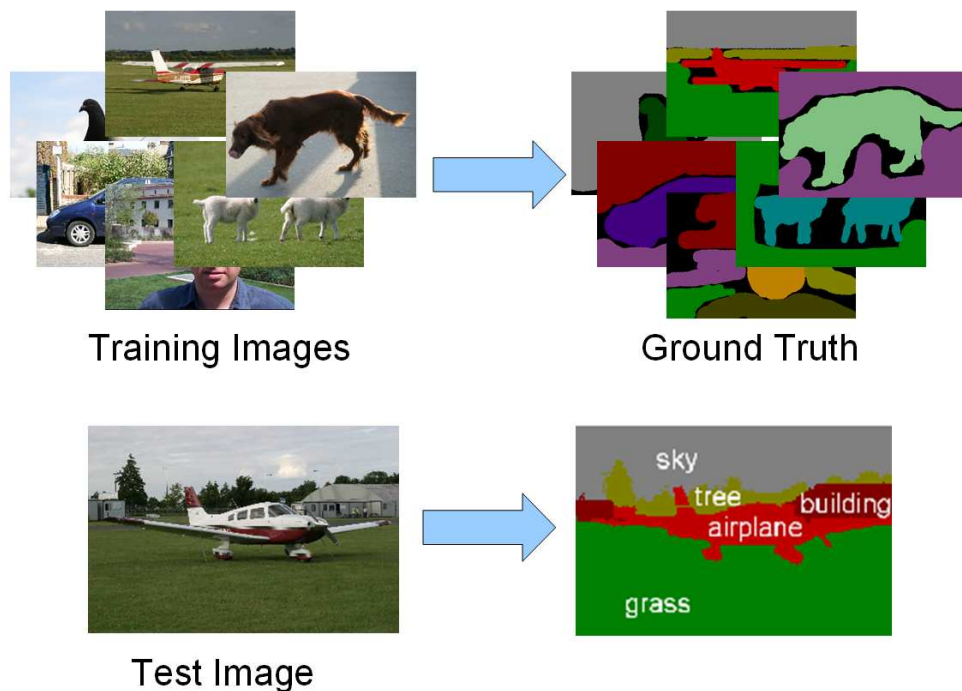 Training Images
Ground Truth
sky
tree
building
airplane
grass
Test Image